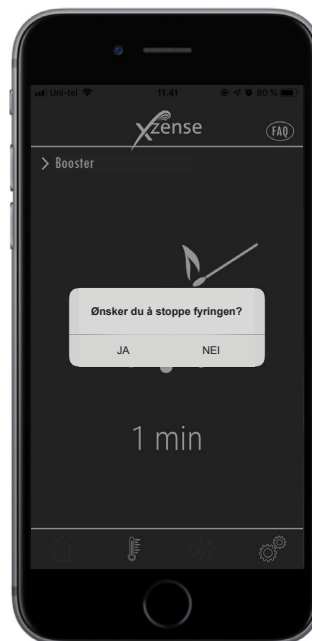 Uni-tel 11.41 80 %
xzense
FAQ
> Booster
Ønsker du å stoppe fyringen?
JA NEI
1 min